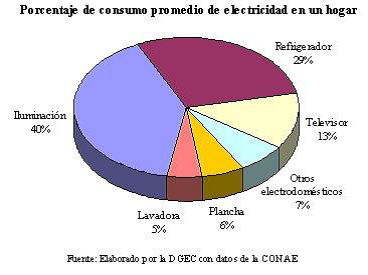 Porcentaje de consumo promedio de electricidad en un hogar
Refrigerador
29%
Iluminación
40%
Televisor
13%
Otros
electrodomésticos
7%
Plancha
6%
Lavadora
5%
Fuente: Elaborado por la DGEC con datos de la CONAE